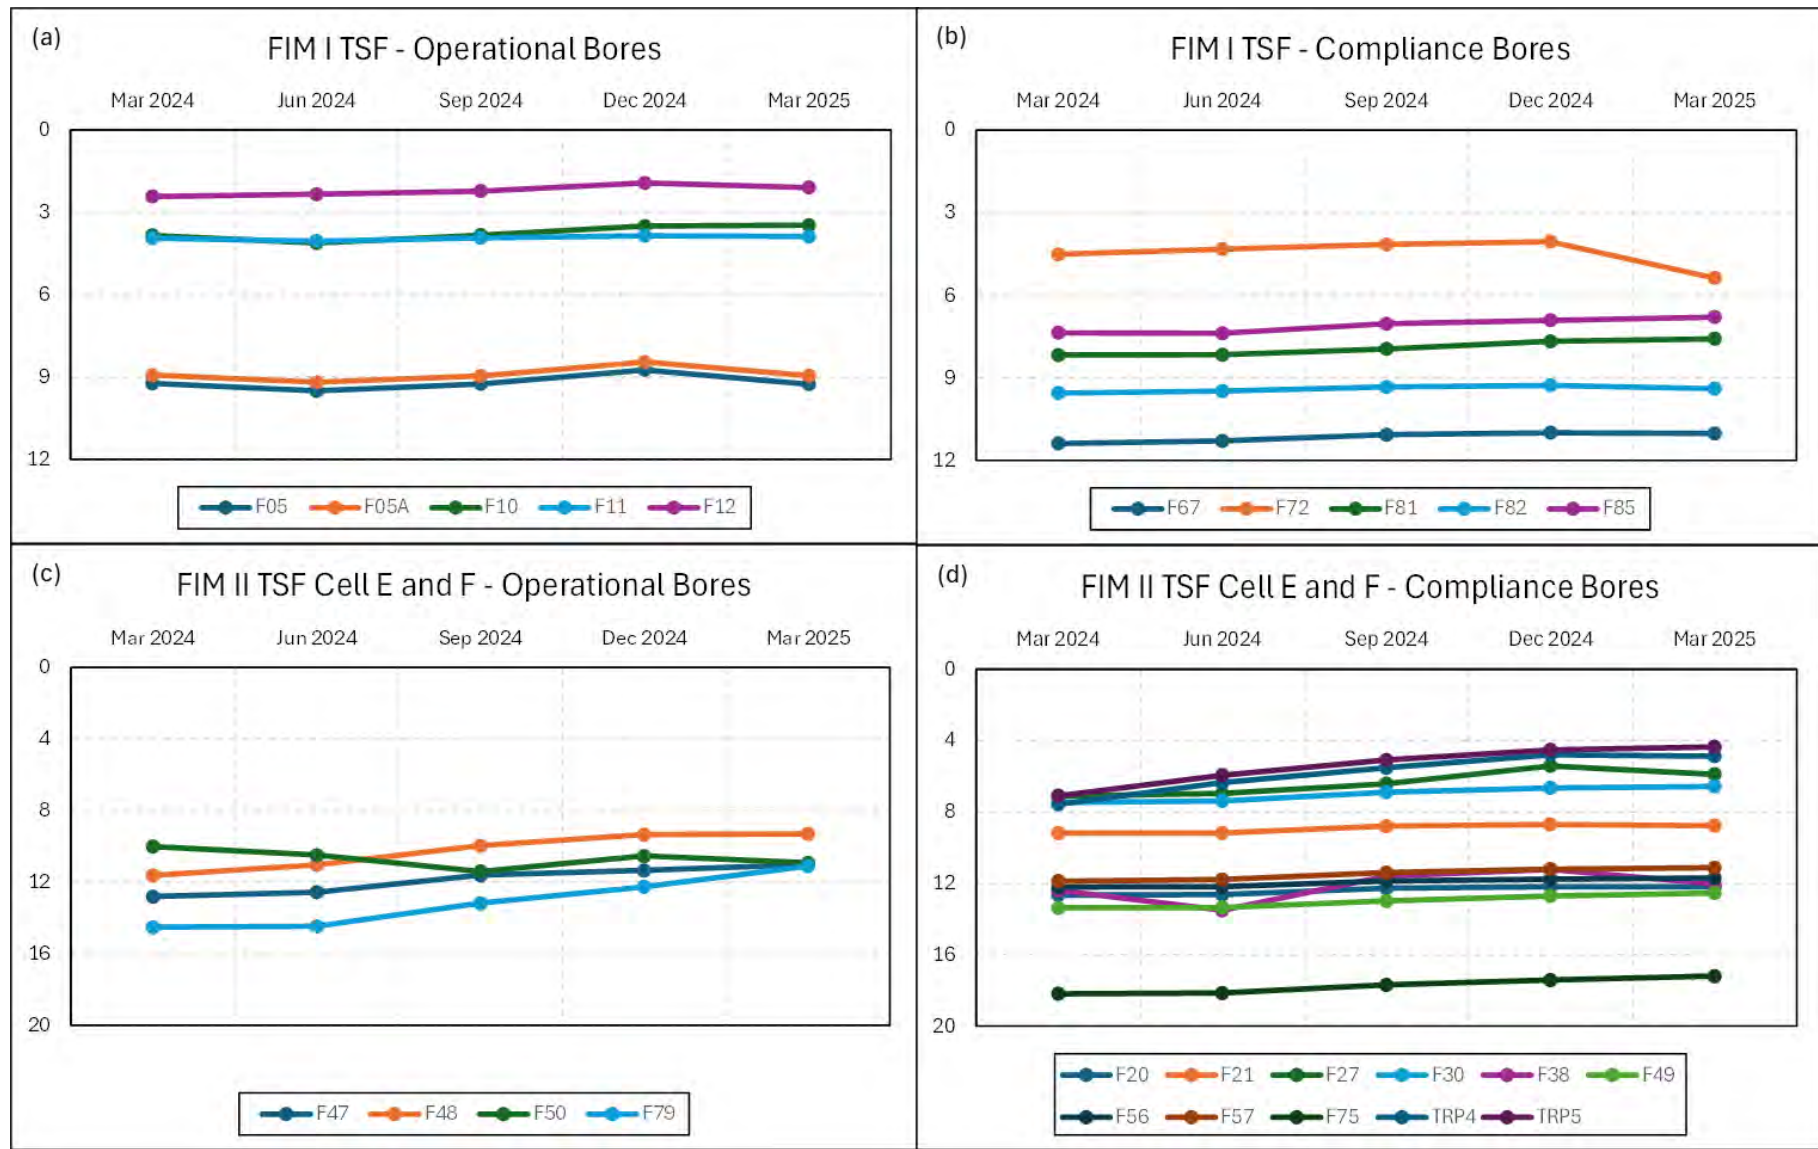 (a)
FIM I TSF - Operational Bores
Mar 2024 Jun 2024 Sep 2024 Dec 2024 Mar 2025
0
3
6
9
12
F05 F05A F10 F11 F12
(b)
FIM I TSF - Compliance Bores
Mar 2024 Jun 2024 Sep 2024 Dec 2024 Mar 2025
0
3
6
9
12
F67 F72 F81 F82 F85
(c)
FIM II TSF Cell E and F - Operational Bores
Mar 2024 Jun 2024 Sep 2024 Dec 2024 Mar 2025
0
4
8
12
16
20
F47 F48 F50 F79
(d)
FIM II TSF Cell E and F - Compliance Bores
Mar 2024 Jun 2024 Sep 2024 Dec 2024 Mar 2025
0
4
8
12
16
20
F20 F21 F27 F30 F38 F49
F56 F57 F75 TRP4 TRP5